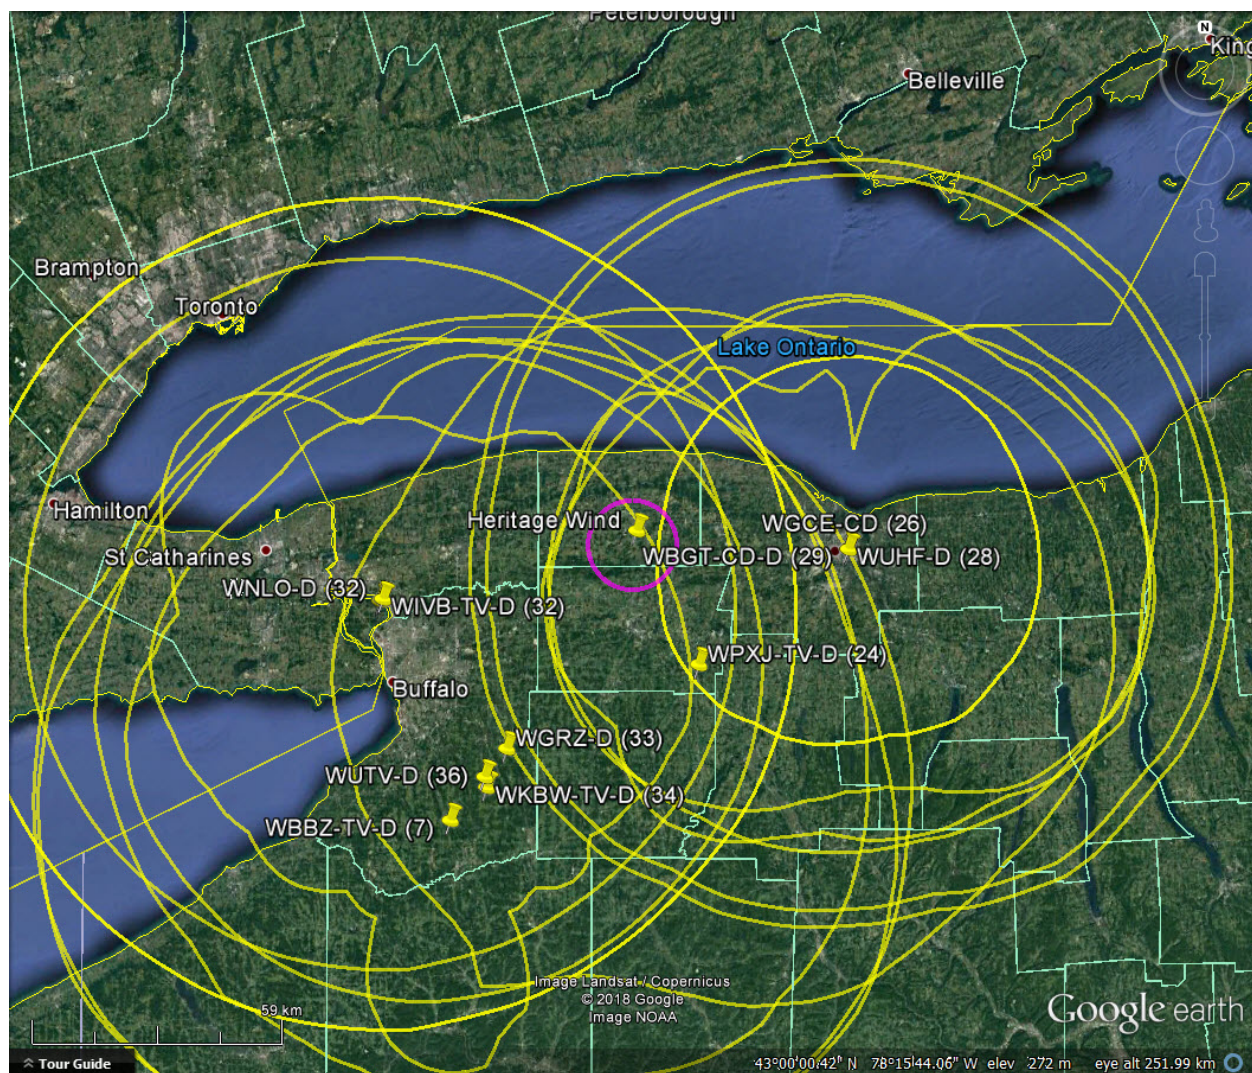 Peterborough
N
King
Belleville
Brampton
Toronto
Lake Ontario
Hamilton
Heritage Wind
WGCE-CD (26)
St Catharines
WBGT-CD-D (29)
WUHF-D (28)
WNLO-D (32)
WIVB-TV-D (32)
WPXJ-TV-D (24)
Buffalo
WGRZ-D (33)
WUTV-D (36)
WKBW-TV-D (34)
WBBZ-TV-D (7)
Image Landsat / Copernicus
© 2018 Google
Image NOAA
59 km
Google earth
Tour Guide
43°00'00.42" N 78°15'44.06" W elev 272 m eye alt 251.99 km